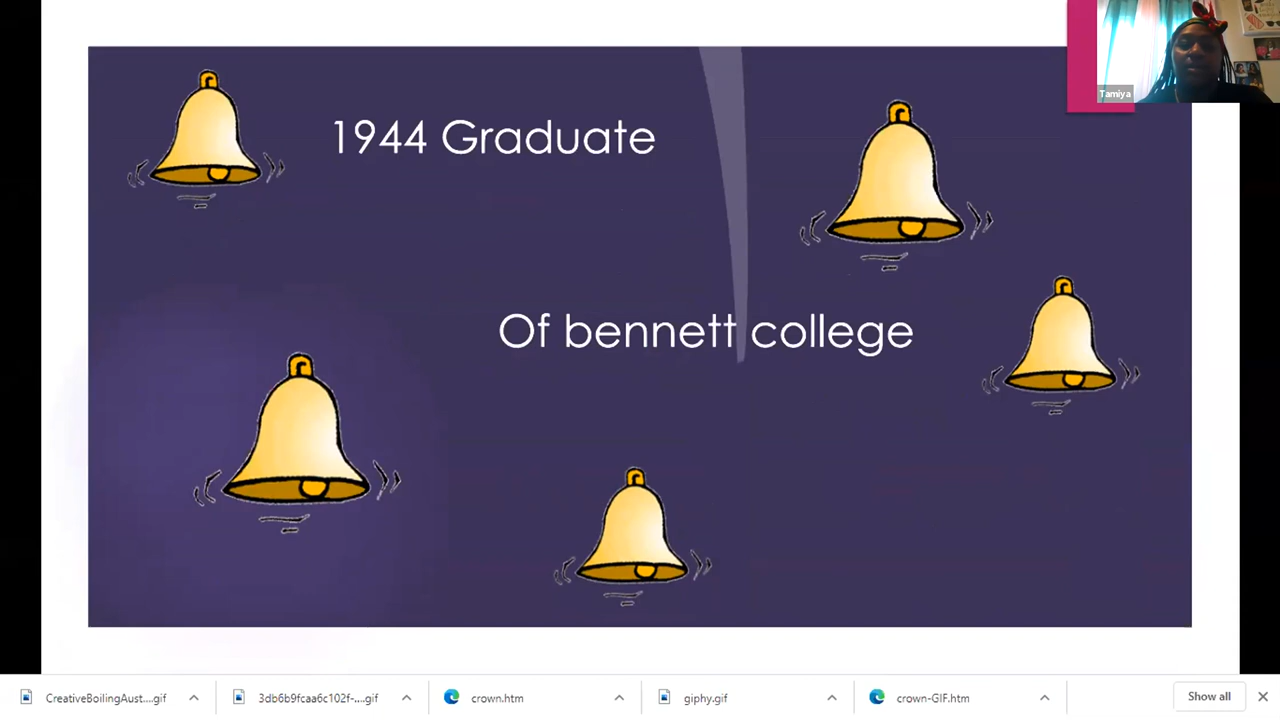 Tamiya
1944 Graduate
Of bennett college
CreativeBoilingAust....gif
3db6b9fcaa6c102f-....gif
crown.htm
giphy.gif
crown-GIF.htm
Show all